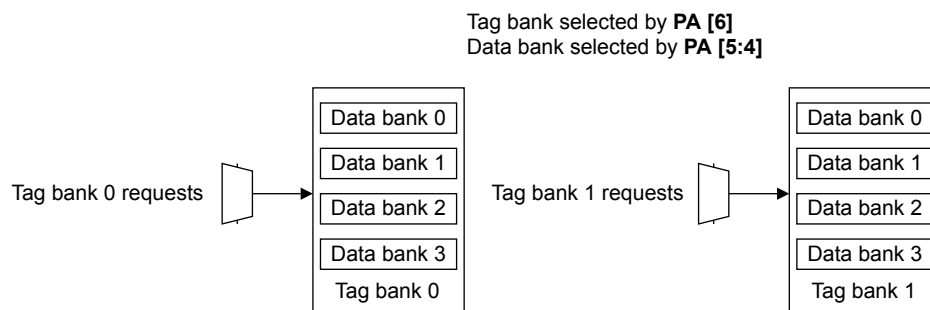 Tag bank selected by PA [6]
Data bank selected by PA [5:4]
Tag bank 0 requests
Data bank 0
Data bank 1
Data bank 2
Data bank 3
Tag bank 0
Tag bank 1 requests
Data bank 0
Data bank 1
Data bank 2
Data bank 3
Tag bank 1